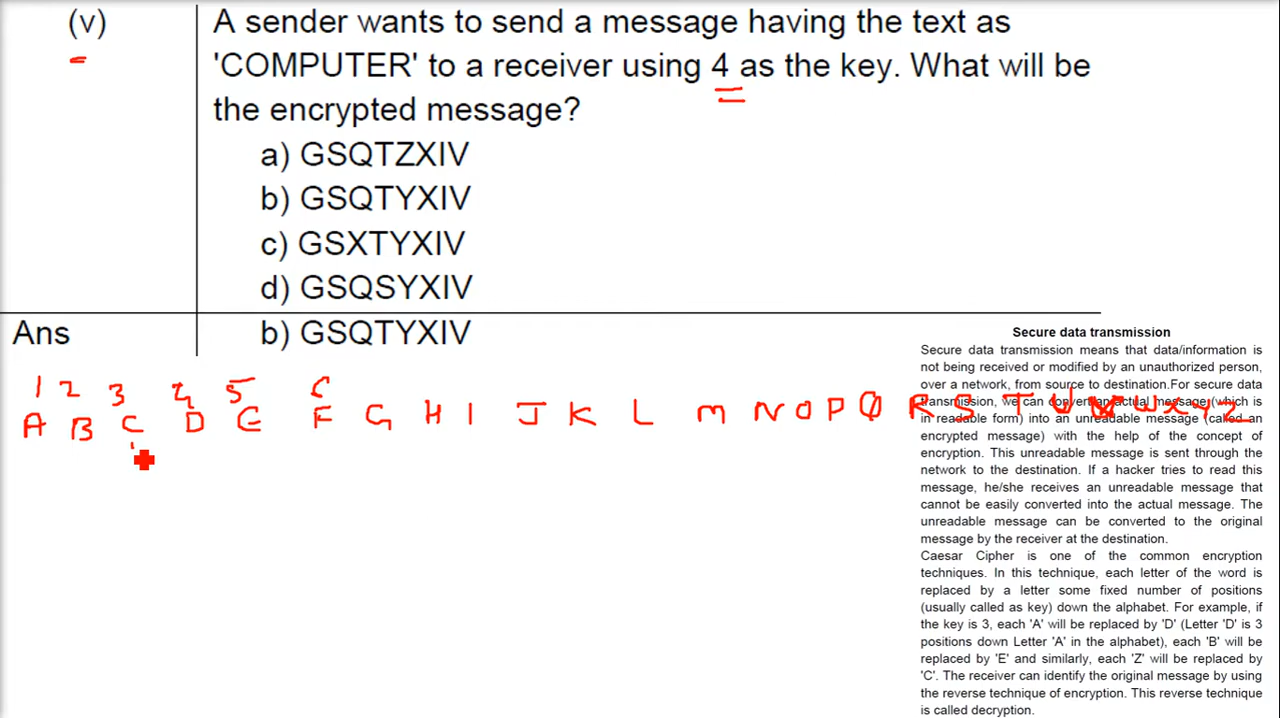 (v) A sender wants to send a message having the text as
'COMPUTER' to a receiver using 4 as the key. What will be
the encrypted message?
a) GSQTZXIV
b) GSQTYXIV
c) GSXTYXIV
d) GSQSYXIV
Ans b) GSQTYXIV
1 2 3 4 5 6
A B C D E F G H I J K L M N O P Q R S T U V W X Y Z
Secure data transmission
Secure data transmission means that data/information is
not being received or modified by an unauthorized person,
over a network, from source to destination.For secure data
transmission, we can convert an actual message (which is
in readable form) into an unreadable message (called an
encrypted message) with the help of the concept of
encryption. This unreadable message is sent through the
network to the destination. If a hacker tries to read this
message, he/she receives an unreadable message that
cannot be easily converted into the actual message. The
unreadable message can be converted to the original
message by the receiver at the destination.
Caesar Cipher is one of the common encryption
techniques. In this technique, each letter of the word is
replaced by a letter some fixed number of positions
(usually called as key) down the alphabet. For example, if
the key is 3, each 'A' will be replaced by 'D' (Letter 'D' is 3
positions down Letter 'A' in the alphabet), each 'B' will be
replaced by 'E' and similarly, each 'Z' will be replaced by
'C'. The receiver can identify the original message by using
the reverse technique of encryption. This reverse technique
is called decryption.